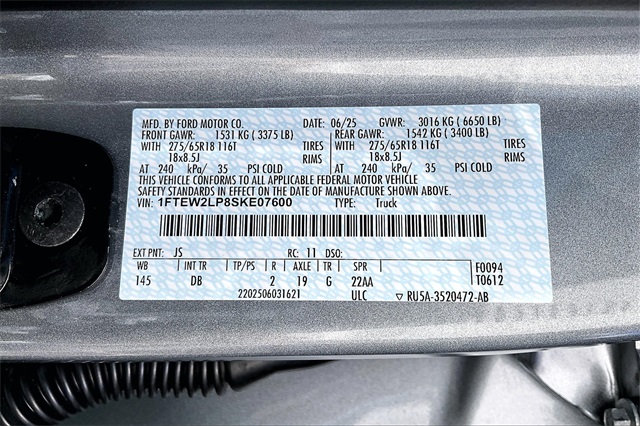 MFD. BY FORD MOTOR CO. DATE: 06/25 GVWR: 3016 KG ( 6650 LB)
FRONT GAWR: 1531 KG ( 3375 LB) REAR GAWR: 1542 KG ( 3400 LB)
WITH 275/65R18 116T TIRES WITH 275/65R18 116T TIRES
18x8.5J RIMS 18x8.5J RIMS
AT 240 kPa/ 35 PSI COLD AT 240 kPa/ 35 PSI COLD
THIS VEHICLE CONFORMS TO ALL APPLICABLE FEDERAL MOTOR VEHICLE
SAFETY STANDARDS IN EFFECT ON THE DATE OF MANUFACTURE SHOWN ABOVE.
VIN: 1FTEW2LP8SKE07600 TYPE: Truck
EXT PNT: JS RC: 11 DSO: F0094
WB INT TR TP/PS R AXLE TR SPR T0612
145 DB 2 19 G 22AA
2202506031621 ULC ▽ RU5A-3520472-AB